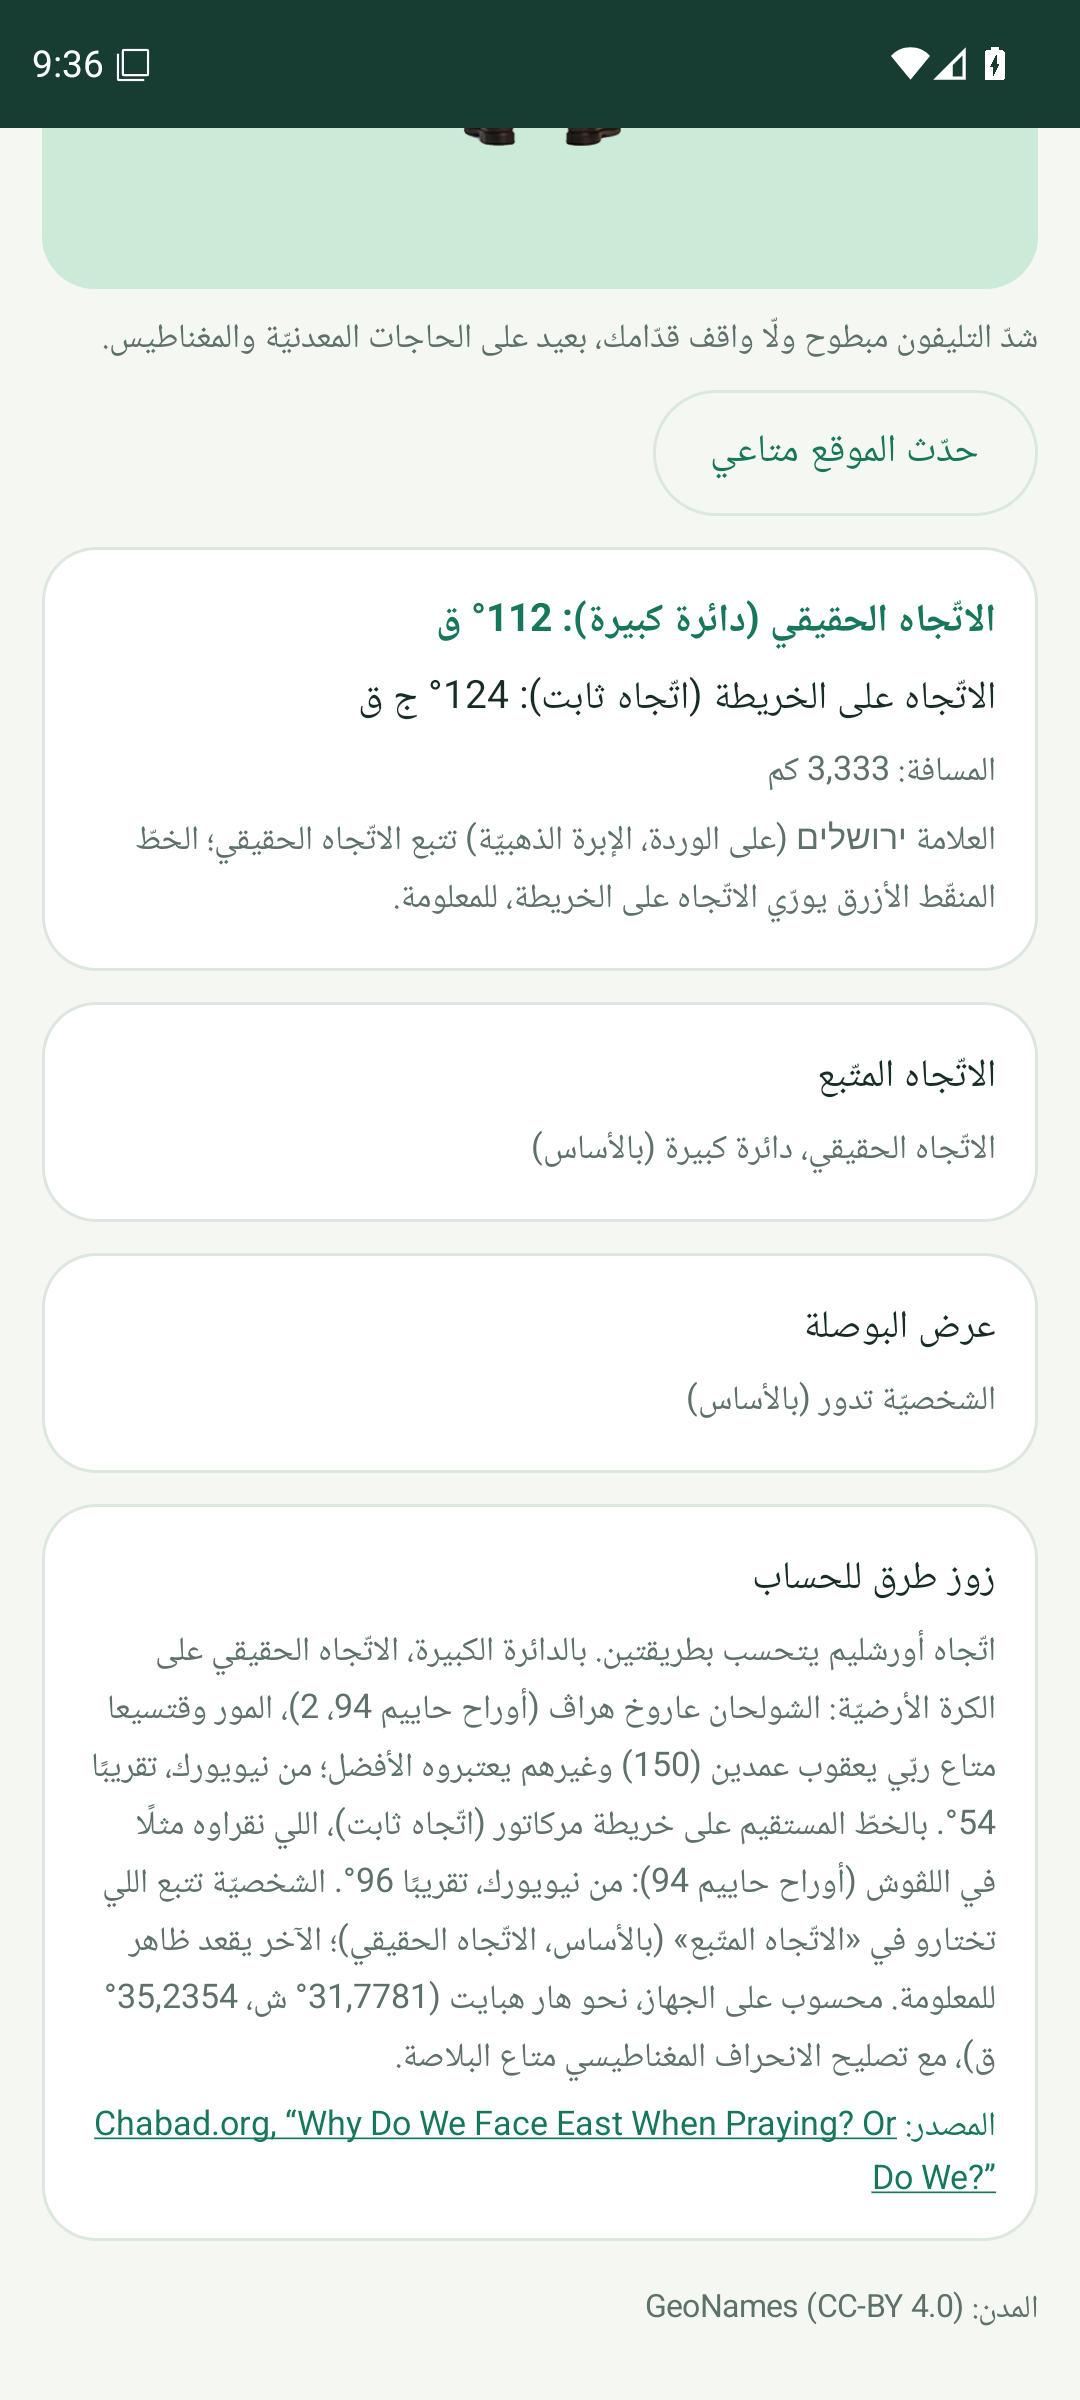 9:36
شدّ التليفون مبطوح ولّا واقف قدّامك، بعيد على الحاجات المعدنيّة والمغناطيس.
حدّث الموقع متاعي
الاتّجاه الحقيقي (دائرة كبيرة): 112° ق
الاتّجاه على الخريطة (اتّجاه ثابت): 124° ج ق
المسافة: 3,333 كم
العلامة ירושלים (على الوردة، الإبرة الذهبيّة) تتبع الاتّجاه الحقيقي؛ الخطّ
المنقّط الأزرق يورّي الاتّجاه على الخريطة، للمعلومة.
الاتّجاه المتّبع
الاتّجاه الحقيقي، دائرة كبيرة (بالأساس)
عرض البوصلة
الشخصيّة تدور (بالأساس)
زوز طرق للحساب
اتّجاه أورشليم يتحسب بطريقتين. بالدائرة الكبيرة، الاتّجاه الحقيقي على
الكرة الأرضيّة: الشولحان عاروخ هراڤ (أوراح حاييم 94، 2)، المور وقتسيعا
متاع ربّي يعقوب عمدين (150) وغيرهم يعتبروه الأفضل؛ من نيويورك، تقريبًا
54°. بالخطّ المستقيم على خريطة مركاتور (اتّجاه ثابت)، اللي نقراوه مثلًا
في اللڤوش (أوراح حاييم 94): من نيويورك، تقريبًا 96°. الشخصيّة تتبع اللي
تختارو في «الاتّجاه المتّبع» (بالأساس، الاتّجاه الحقيقي)؛ الآخر يقعد ظاهر
للمعلومة. محسوب على الجهاز، نحو هار هبايت (31,7781° ش، 35,2354°
ق)، مع تصليح الانحراف المغناطيسي متاع البلاصة.
المصدر: Chabad.org, “Why Do We Face East When Praying? Or
Do We?”
المدن: GeoNames (CC-BY 4.0)